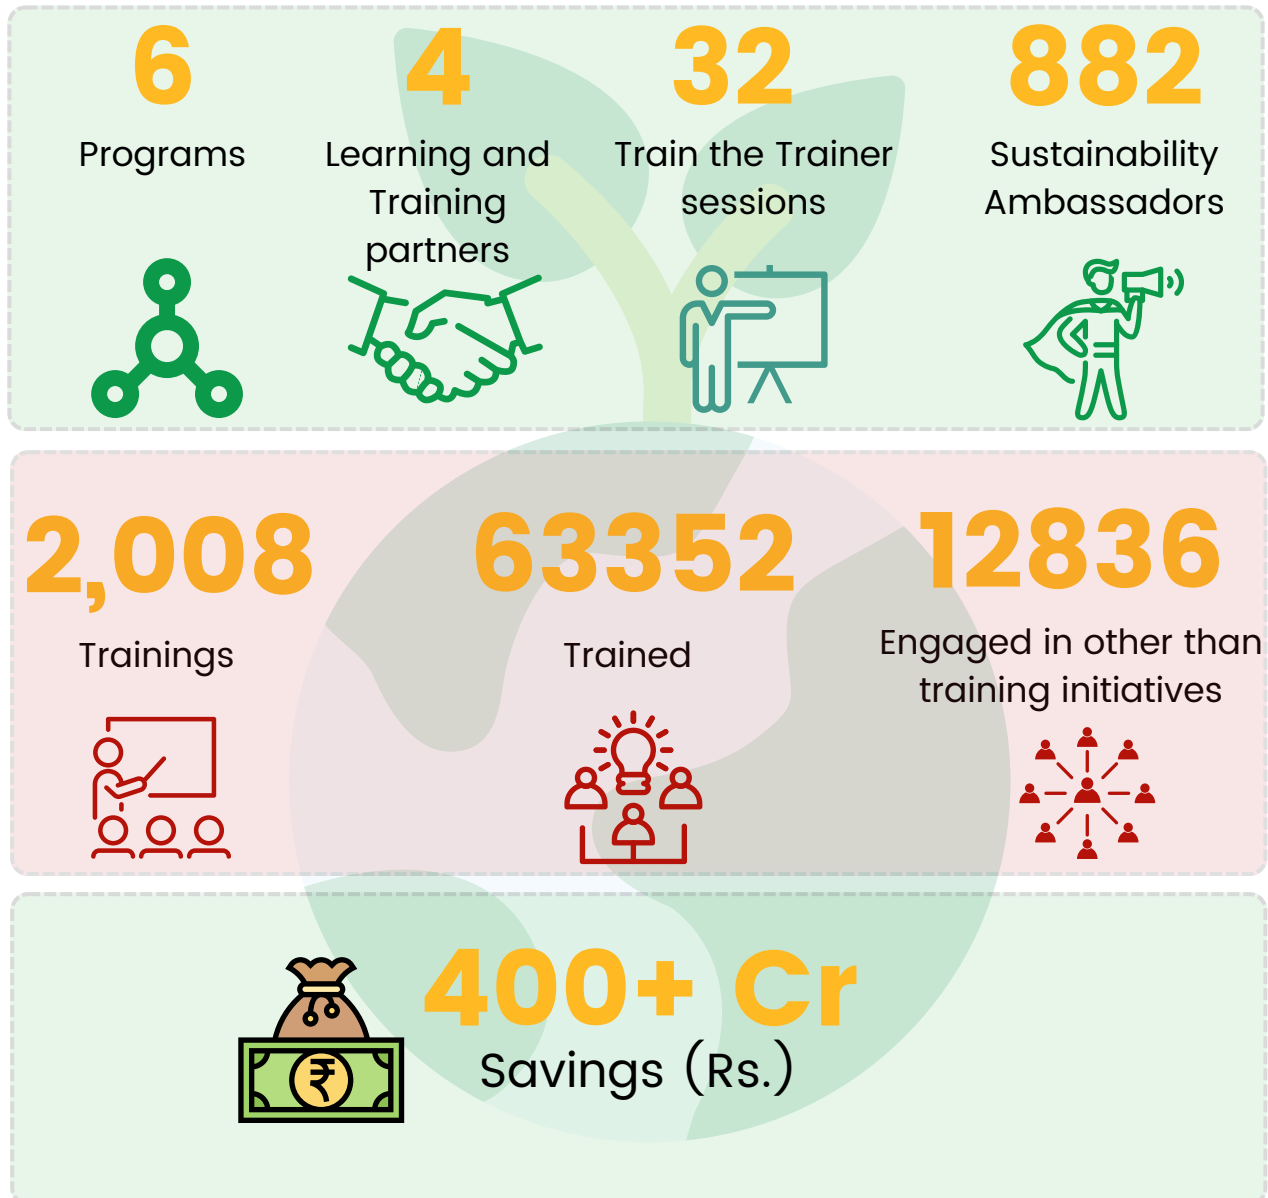 6
Programs
4
Learning and
Training
partners
32
Train the Trainer
sessions
882
Sustainability
Ambassadors
2,008
Trainings
63352
Trained
12836
Engaged in other than
training initiatives
₹
400+ Cr
Savings (Rs.)